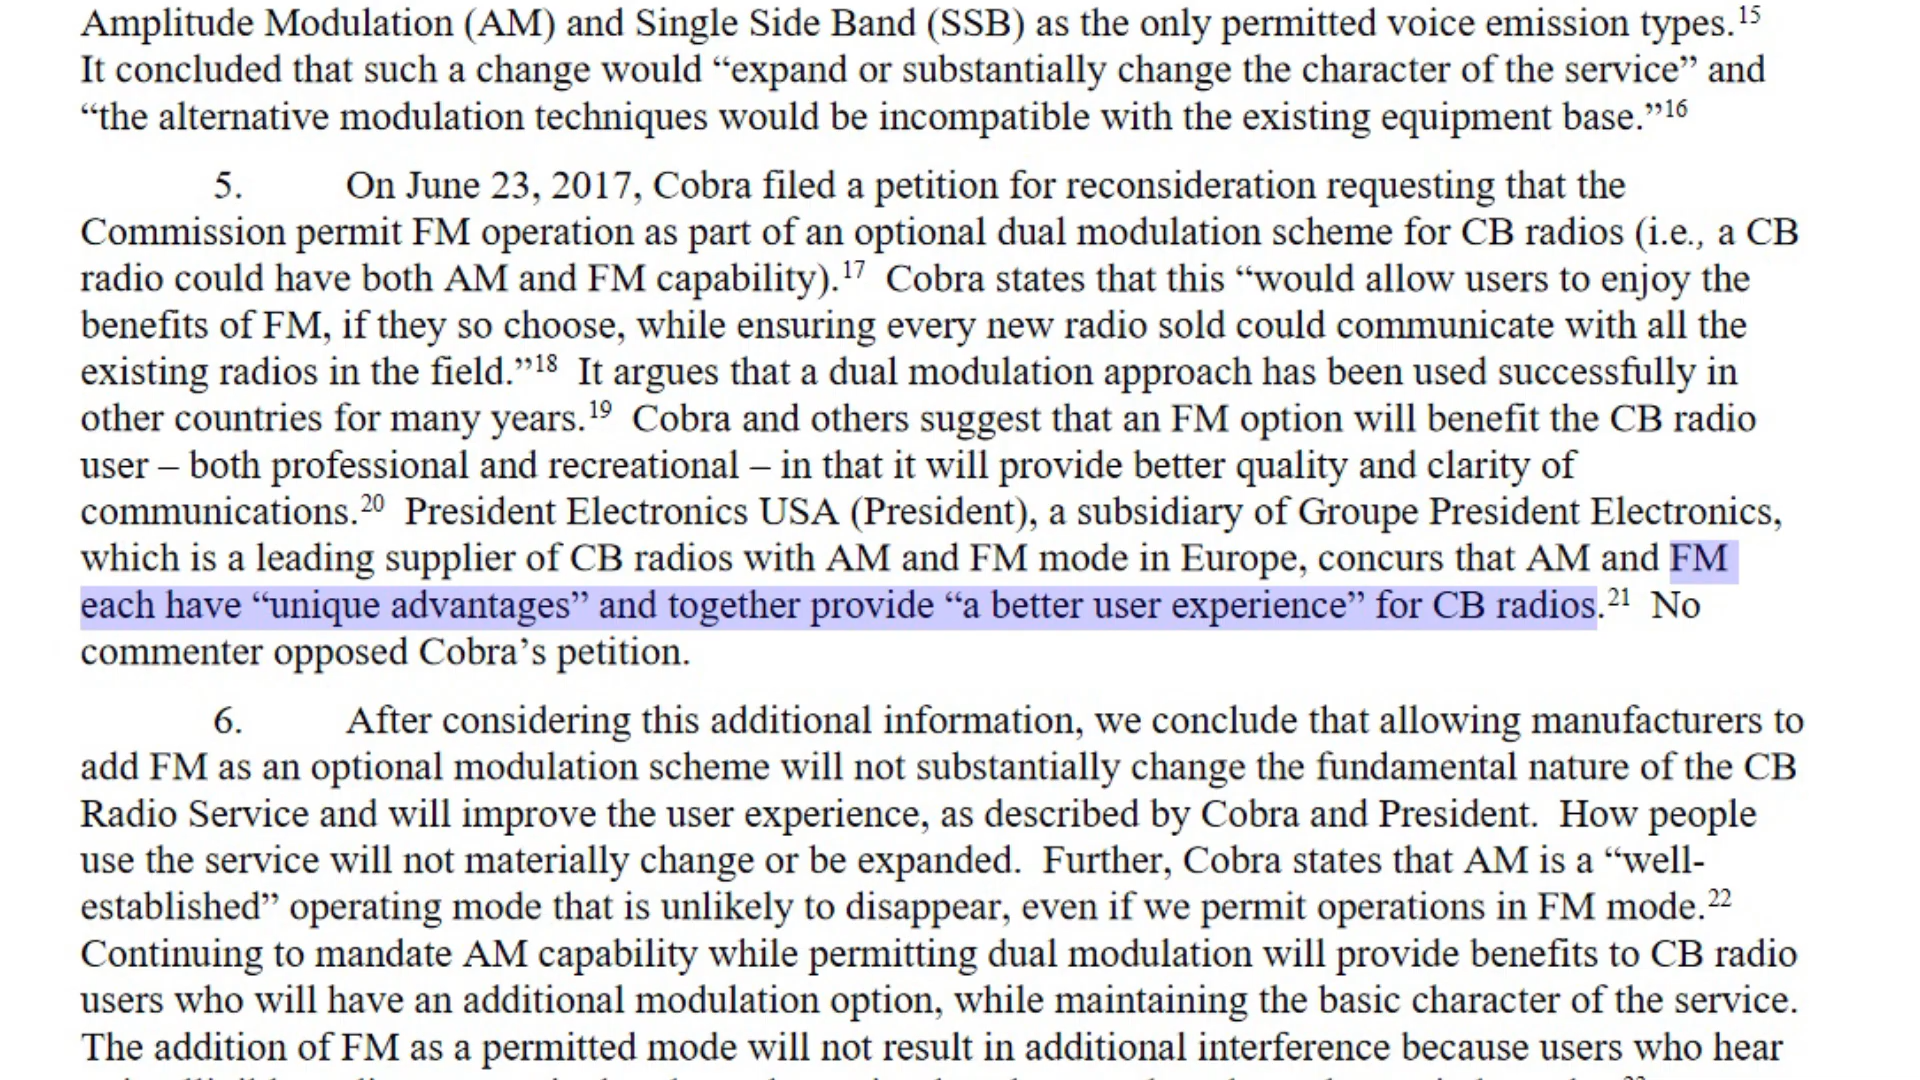 Amplitude Modulation (AM) and Single Side Band (SSB) as the only permitted voice emission types.15
It concluded that such a change would “expand or substantially change the character of the service” and
“the alternative modulation techniques would be incompatible with the existing equipment base.”16
5. On June 23, 2017, Cobra filed a petition for reconsideration requesting that the
Commission permit FM operation as part of an optional dual modulation scheme for CB radios (i.e., a CB
radio could have both AM and FM capability).17 Cobra states that this “would allow users to enjoy the
benefits of FM, if they so choose, while ensuring every new radio sold could communicate with all the
existing radios in the field.”18 It argues that a dual modulation approach has been used successfully in
other countries for many years.19 Cobra and others suggest that an FM option will benefit the CB radio
user – both professional and recreational – in that it will provide better quality and clarity of
communications.20 President Electronics USA (President), a subsidiary of Groupe President Electronics,
which is a leading supplier of CB radios with AM and FM mode in Europe, concurs that AM and FM
each have “unique advantages” and together provide “a better user experience” for CB radios.21 No
commenter opposed Cobra’s petition.
6. After considering this additional information, we conclude that allowing manufacturers to
add FM as an optional modulation scheme will not substantially change the fundamental nature of the CB
Radio Service and will improve the user experience, as described by Cobra and President. How people
use the service will not materially change or be expanded. Further, Cobra states that AM is a “well-
established” operating mode that is unlikely to disappear, even if we permit operations in FM mode.22
Continuing to mandate AM capability while permitting dual modulation will provide benefits to CB radio
users who will have an additional modulation option, while maintaining the basic character of the service.
The addition of FM as a permitted mode will not result in additional interference because users who hear